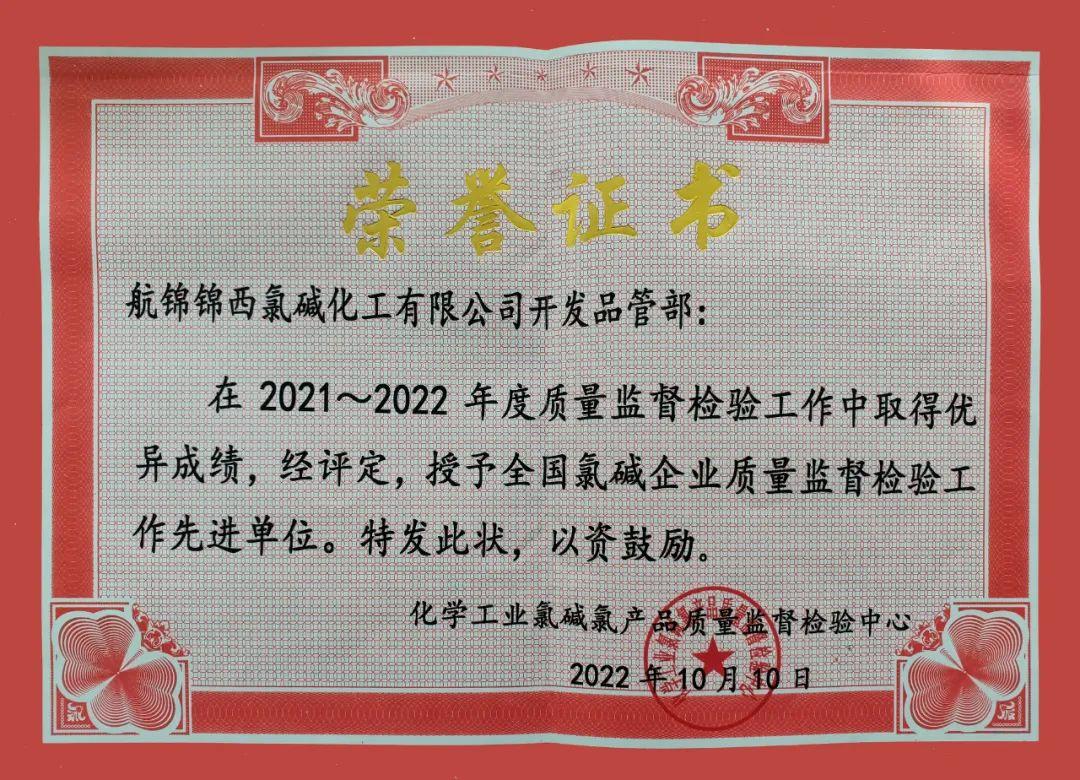 荣誉证书
航锦锦西氯碱化工有限公司开发品管部：
在 2021～2022 年度质量监督检验工作中取得优
异成绩，经评定，授予全国氯碱企业质量监督检验工
作先进单位。特发此状，以资鼓励。
化学工业氯碱氯产品质量监督检验中心
2022 年 10 月 10 日